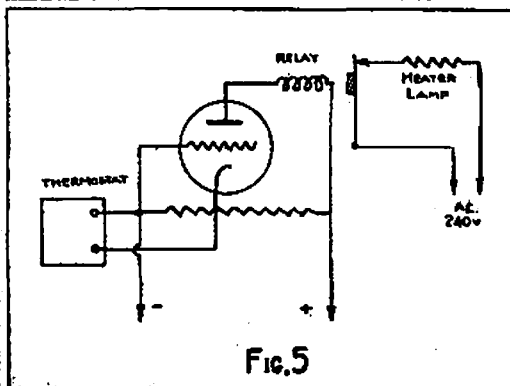 RELAY
HEATER
LAMP
THERMOSTAT
A.C.
240V
-
+
FIG. 5